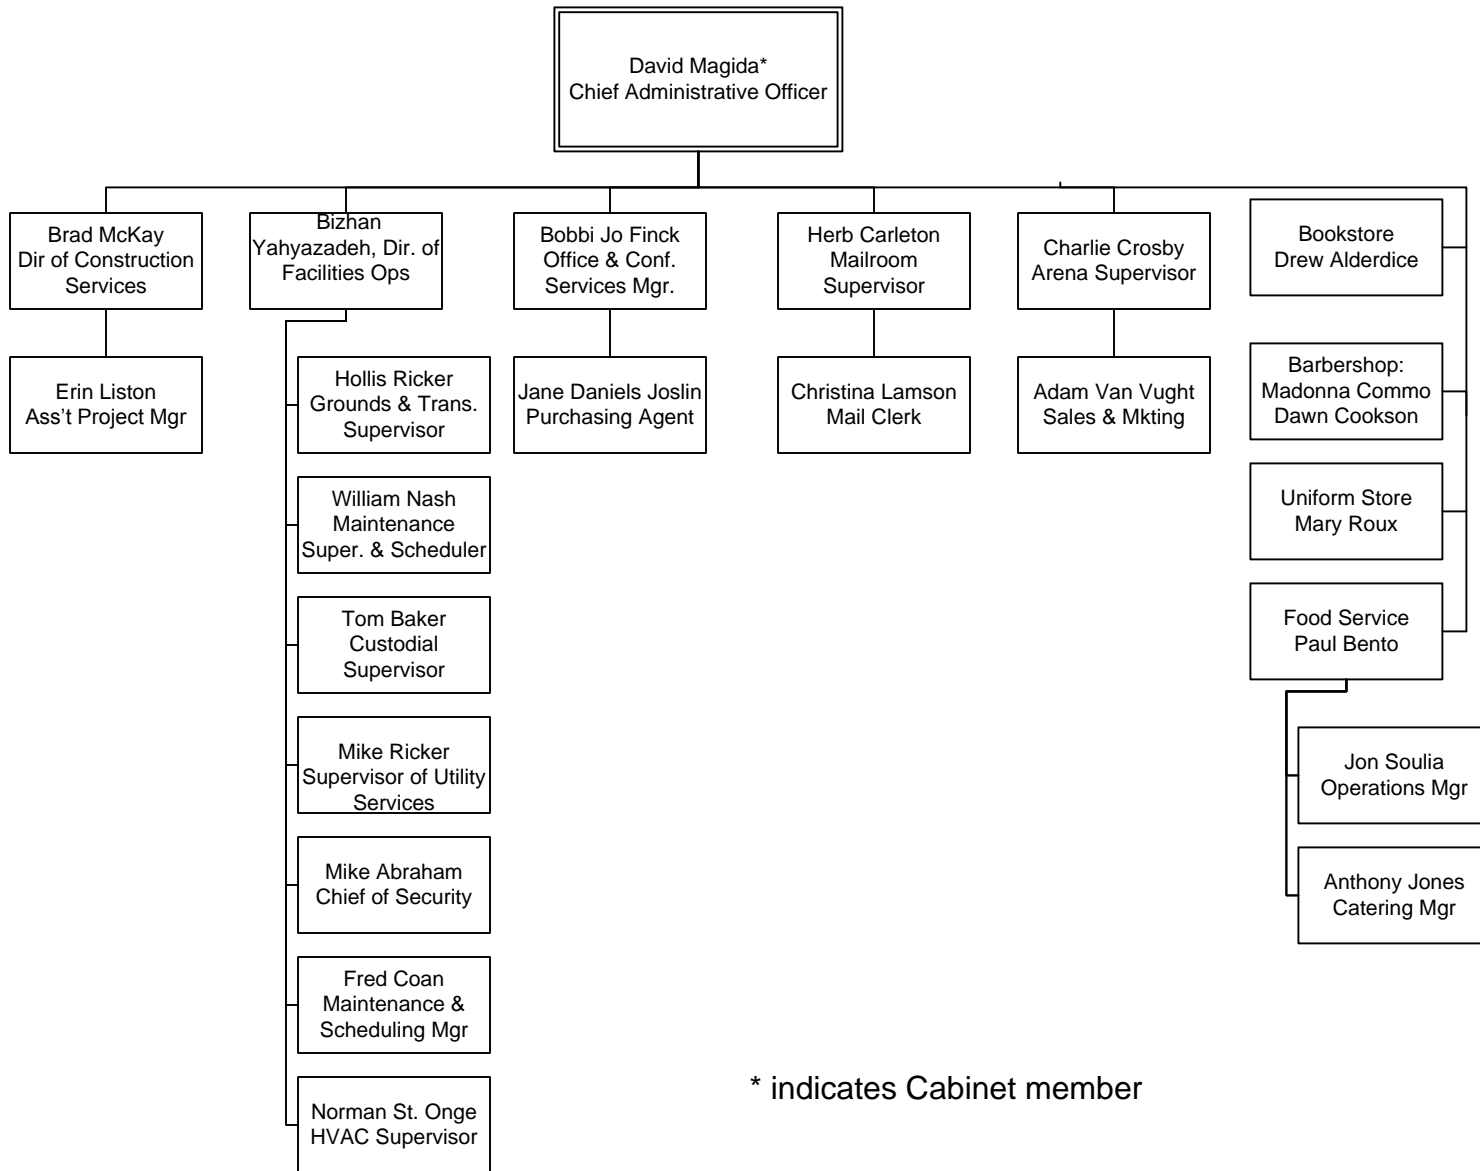 David Magida*
Chief Administrative Officer
Brad McKay
Dir of Construction
Services
Bizhan
Yahyazadeh, Dir. of
Facilities Ops
Bobbi Jo Finck
Office & Conf.
Services Mgr.
Herb Carleton
Mailroom
Supervisor
Charlie Crosby
Arena Supervisor
Bookstore
Drew Alderdice
Erin Liston
Ass't Project Mgr
Hollis Ricker
Grounds & Trans.
Supervisor
Jane Daniels Joslin
Purchasing Agent
Christina Lamson
Mail Clerk
Adam Van Vught
Sales & Mkting
Barbershop:
Madonna Commo
Dawn Cookson
William Nash
Maintenance
Super. & Scheduler
Uniform Store
Mary Roux
Tom Baker
Custodial
Supervisor
Food Service
Paul Bento
Mike Ricker
Supervisor of Utility
Services
Jon Soulia
Operations Mgr
Mike Abraham
Chief of Security
Anthony Jones
Catering Mgr
Fred Coan
Maintenance &
Scheduling Mgr
Norman St. Onge
HVAC Supervisor
* indicates Cabinet member